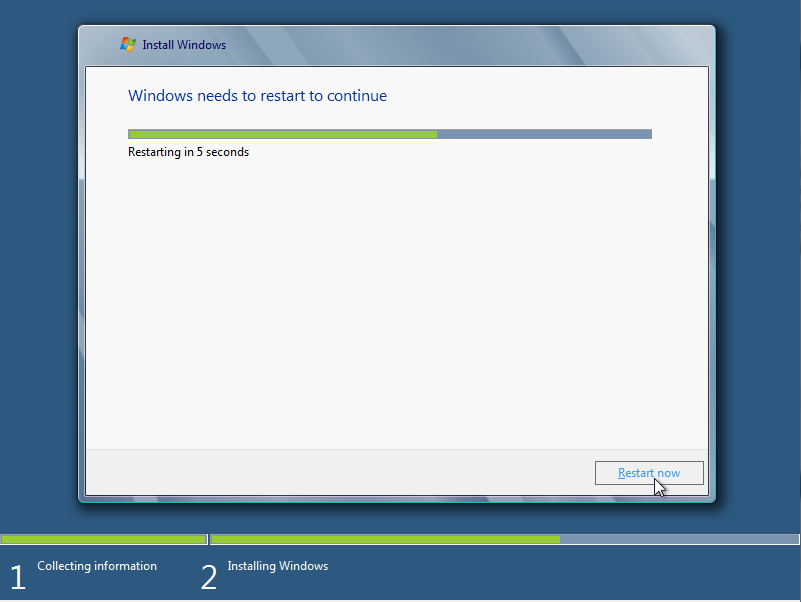 Install Windows
Windows needs to restart to continue
Restarting in 5 seconds
Restart now
1 Collecting information 2 Installing Windows